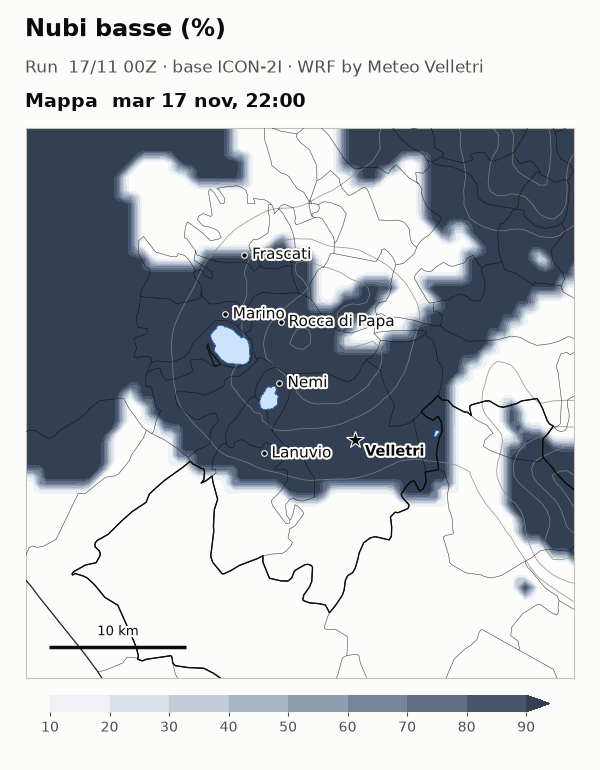 Nubi basse (%)
Run  17/11 00Z · base ICON-2I · WRF by Meteo Velletri
Mappa  mar 17 nov, 22:00
Frascati
Marino
Rocca di Papa
Nemi
Velletri
Lanuvio
10 km
10 20 30 40 50 60 70 80 90